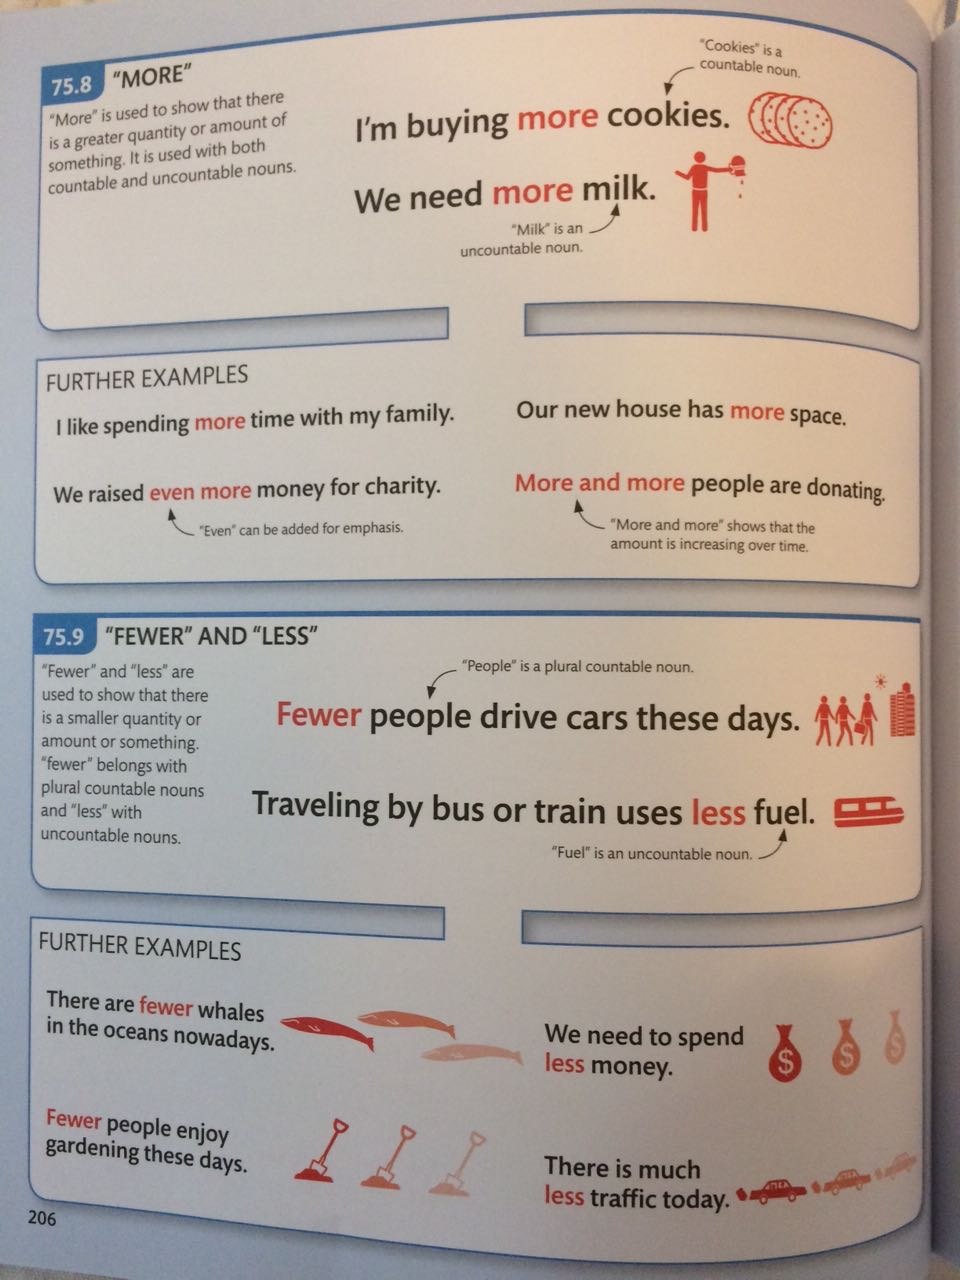 75.8 "MORE"
"More" is used to show that there
is a greater quantity or amount of
something. It is used with both
countable and uncountable nouns.
"Cookies" is a
countable noun.
I'm buying more cookies.
We need more milk.
"Milk" is an
uncountable noun.
FURTHER EXAMPLES
I like spending more time with my family.
Our new house has more space.
We raised even more money for charity.
"Even" can be added for emphasis.
More and more people are donating.
"More and more" shows that the
amount is increasing over time.
75.9 "FEWER" AND "LESS"
"Fewer" and "less" are
used to show that there
is a smaller quantity or
amount or something.
"fewer" belongs with
plural countable nouns
and "less" with
uncountable nouns.
"People" is a plural countable noun.
Fewer people drive cars these days.
Traveling by bus or train uses less fuel.
"Fuel" is an uncountable noun.
FURTHER EXAMPLES
There are fewer whales
in the oceans nowadays.
We need to spend
less money.
$ $ $
Fewer people enjoy
gardening these days.
There is much
less traffic today.
206